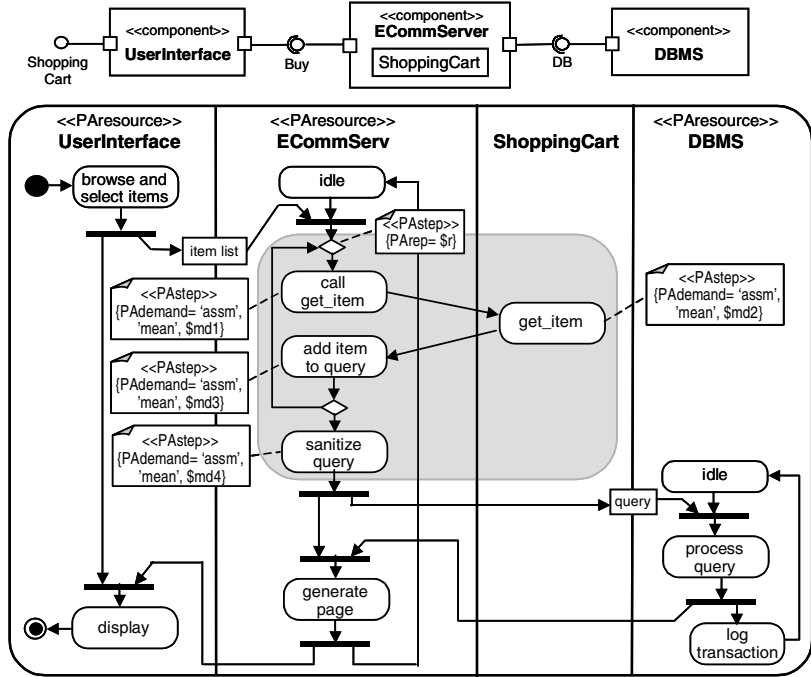 <<component>>
UserInterface
<<component>>
ECommServer
ShoppingCart
<<component>>
DBMS
Shopping
Cart
Buy
DB
<<PAresource>>
UserInterface
<<PAresource>>
ECommServ
ShoppingCart
<<PAresource>>
DBMS
browse and
select items
idle
item list
<<PAstep>>
{PArep= $r}
<<PAstep>>
{PAdemand= ‘assm’,
’mean’, $md1}
call
get_item
get_item
<<PAstep>>
{PAdemand= ‘assm’,
’mean’, $md2}
<<PAstep>>
{PAdemand= ‘assm’,
’mean’, $md3}
add item
to query
<<PAstep>>
{PAdemand= ‘assm’,
’mean’, $md4}
sanitize
query
idle
query
process
query
generate
page
display
log
transaction